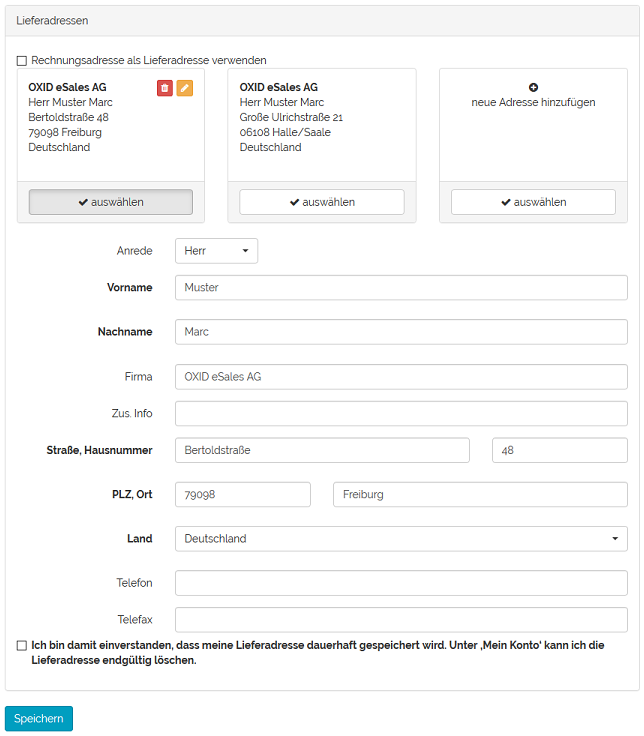 Lieferadressen
Rechnungsadresse als Lieferadresse verwenden
OXID eSales AG
Herr Muster Marc
Bertoldstraße 48
79098 Freiburg
Deutschland
auswählen
OXID eSales AG
Herr Muster Marc
Große Ulrichstraße 21
06108 Halle/Saale
Deutschland
auswählen
neue Adresse hinzufügen
auswählen
Anrede Herr
Vorname Muster
Nachname Marc
Firma OXID eSales AG
Zus. Info
Straße, Hausnummer Bertoldstraße 48
PLZ, Ort 79098 Freiburg
Land Deutschland
Telefon
Telefax
Ich bin damit einverstanden, dass meine Lieferadresse dauerhaft gespeichert wird. Unter ‚Mein Konto‘ kann ich die
Lieferadresse endgültig löschen.
Speichern